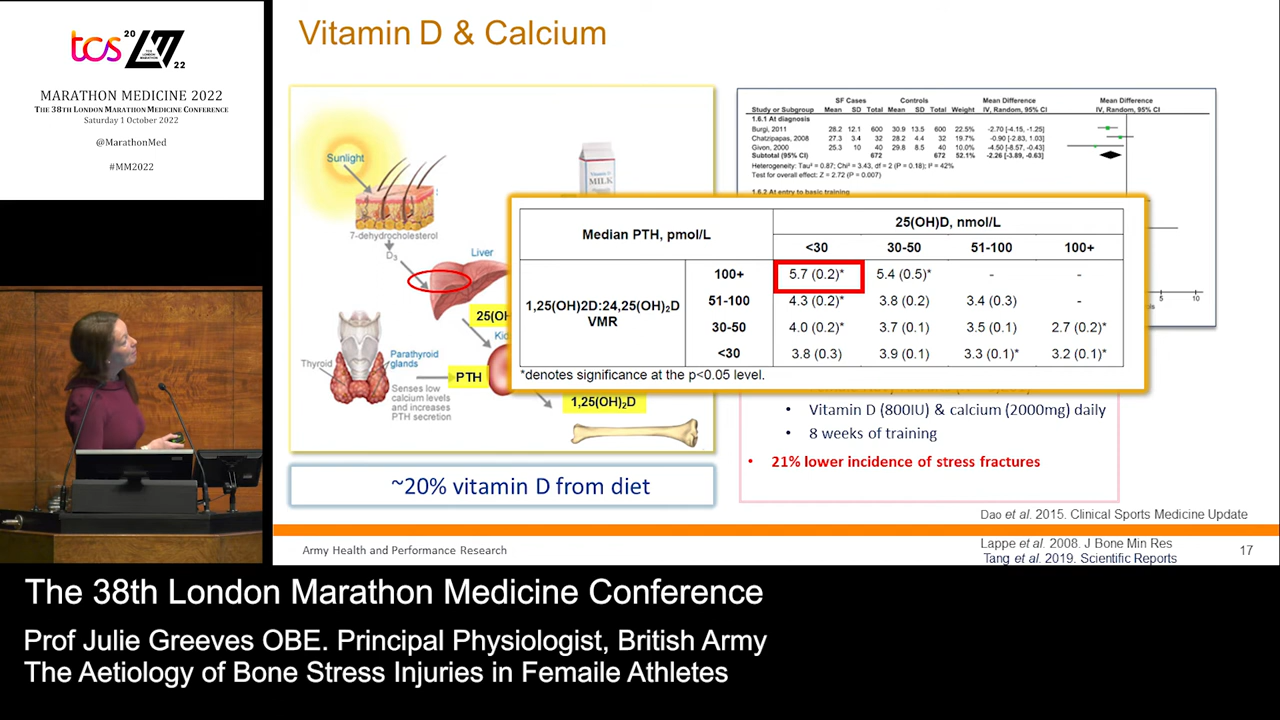 tcs
20
22
TCS LONDON MARATHON
MARATHON MEDICINE 2022
THE 38TH LONDON MARATHON MEDICINE CONFERENCE
Saturday 1 October 2022
@MarathonMed
#MM2022
Vitamin D & Calcium
Sunlight
7-dehydrocholesterol
D3
Liver
MILK
25(OH
Thyroid
Parathyroid glands
Senses low
calcium levels
and increases
PTH secretion
PTH
1,25(OH)2D
~20% vitamin D from diet
SF Cases Controls Mean Difference Mean Difference
Study or Subgroup Mean SD Total Mean SD Total Weight IV, Random, 95% CI IV, Random, 95% CI
1.6.1 At diagnosis
Burgi, 2011 28.2 12.1 600 30.9 13.5 600 22.5% -2.70 [-4.15, -1.25]
Chatzipapas, 2008 27.3 3.4 32 28.2 4.4 32 19.7% -0.90 [-2.83, 1.03]
Givon, 2000 25.3 10 40 29.8 8.5 40 10.0% -4.50 [-8.57, -0.43]
Subtotal (95% CI) 672 672 52.1% -2.26 [-3.89, -0.63]
Heterogeneity: Tau² = 0.87; Chi² = 3.43, df = 2 (P = 0.18); I² = 42%
Test for overall effect: Z = 2.72 (P = 0.007)
1.6.2 At entry to basic training
5 10
Median PTH, pmol/L 25(OH)D, nmol/L
<30 30-50 51-100 100+
1,25(OH)2D:24,25(OH)₂D
VMR
100+ 5.7 (0.2)* 5.4 (0.5)* - -
51-100 4.3 (0.2)* 3.8 (0.2) 3.4 (0.3) -
30-50 4.0 (0.2)* 3.7 (0.1) 3.5 (0.1) 2.7 (0.2)*
<30 3.8 (0.3) 3.9 (0.1) 3.3 (0.1)* 3.2 (0.1)*
*denotes significance at the p<0.05 level.
• Vitamin D (800IU) & calcium (2000mg) daily
• 8 weeks of training
• 21% lower incidence of stress fractures
Dao et al. 2015. Clinical Sports Medicine Update
Lappe et al. 2008. J Bone Min Res
Tang et al. 2019. Scientific Reports
Army Health and Performance Research
17
The 38th London Marathon Medicine Conference
Prof Julie Greeves OBE. Principal Physiologist, British Army
The Aetiology of Bone Stress Injuries in Femaile Athletes